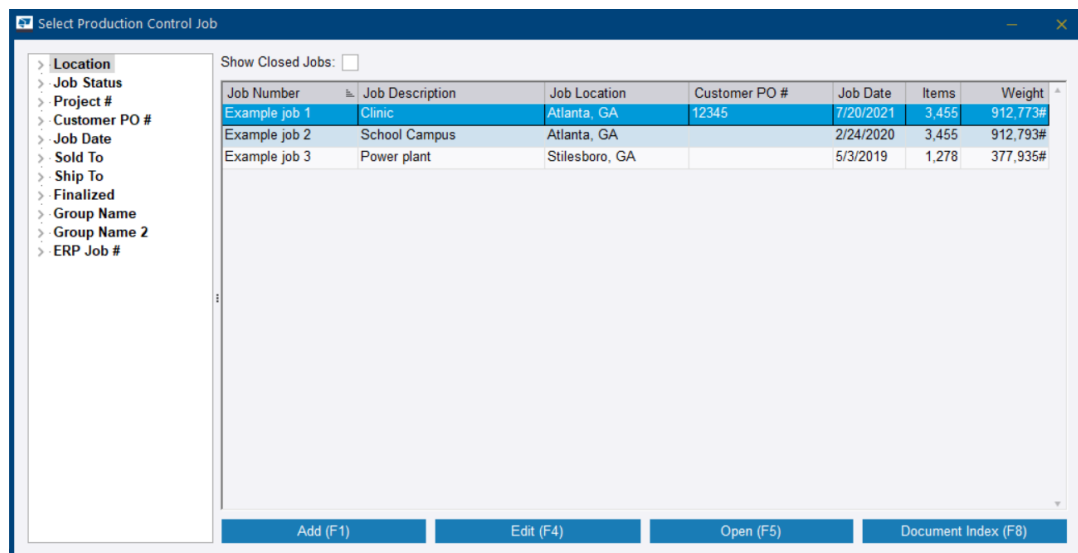 Select Production Control Job
Location
Job Status
Project #
Customer PO #
Job Date
Sold To
Ship To
Finalized
Group Name
Group Name 2
ERP Job #
Show Closed Jobs:
Job Number Job Description Job Location Customer PO # Job Date Items Weight
Example job 1 Clinic Atlanta, GA 12345 7/20/2021 3,455 912,773#
Example job 2 School Campus Atlanta, GA 2/24/2020 3,455 912,793#
Example job 3 Power plant Stilesboro, GA 5/3/2019 1,278 377,935#
Add (F1) Edit (F4) Open (F5) Document Index (F8)